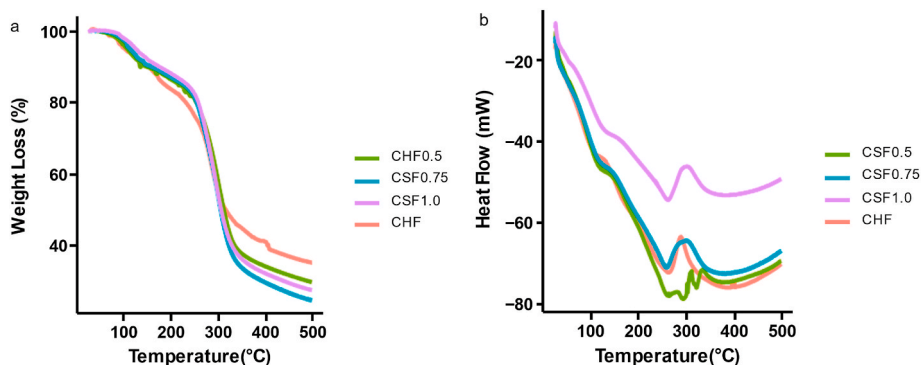 a
Weight Loss (%)
100
80
60
40
100
200
300
400
500
Temperature(°C)
CHF0.5
CSF0.75
CSF1.0
CHF
b
Heat Flow (mW)
−20
−40
−60
−80
100
200
300
400
500
Temperature(°C)
CSF0.5
CSF0.75
CSF1.0
CHF